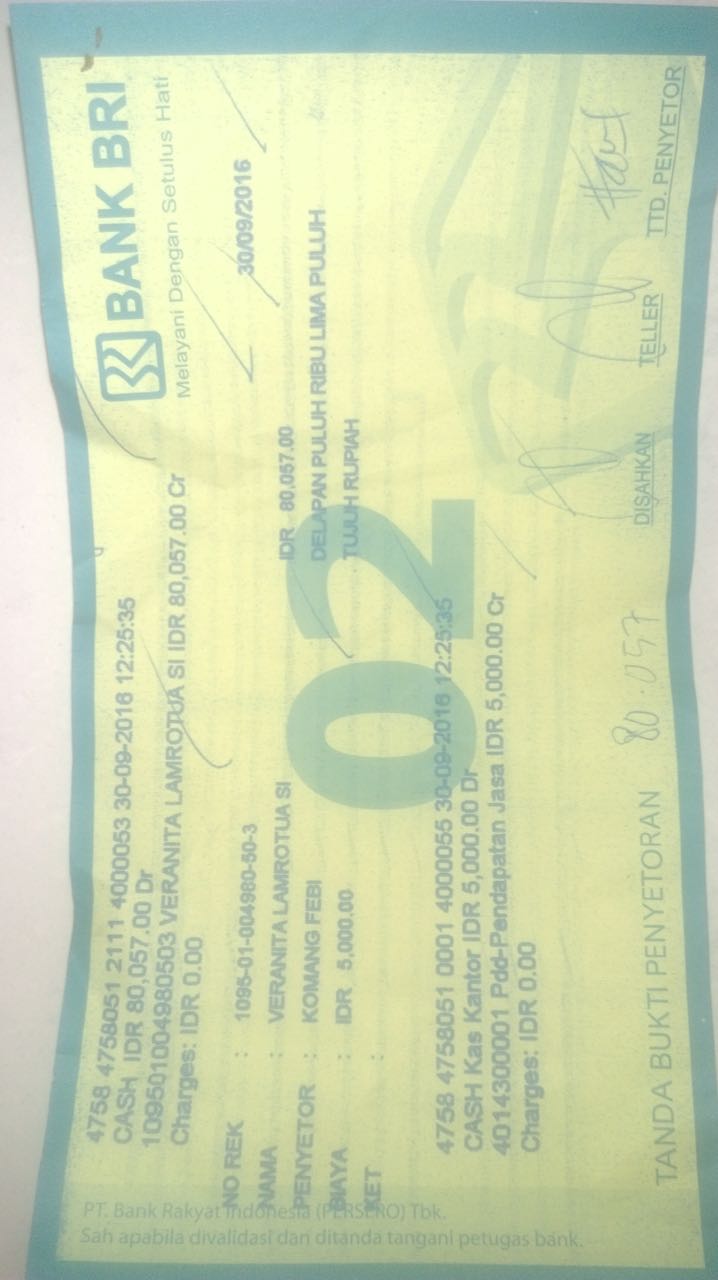 BANK BRI
Melayani Dengan Setulus Hati
4758 4758051 2111 4000053 30-09-2016 12:25:35
CASH IDR 80,057.00 Dr
109501004980503 VERANITA LAMROTUA SI IDR 80,057.00 Cr
Charges: IDR 0.00
30/09/2016
NO REK : 1095-01-004980-50-3
NAMA : VERANITA LAMROTUA SI IDR 80,057.00
PENYETOR : KOMANG FEBI DELAPAN PULUH RIBU LIMA PULUH
BIAYA : IDR 5,000.00 TUJUH RUPIAH
KET :
02
4758 4758051 0001 4000055 30-09-2016 12:25:35
CASH Kas Kantor IDR 5,000.00 Dr
4014300001 Pdd-Pendapatan Jasa IDR 5,000.00 Cr
Charges: IDR 0.00
TANDA BUKTI PENYETORAN 80.057 DISAHKAN TELLER TTD. PENYETOR
PT. Bank Rakyat Indonesia (PERSERO) Tbk.
Sah apabila divalidasi dan ditanda tangani petugas bank.